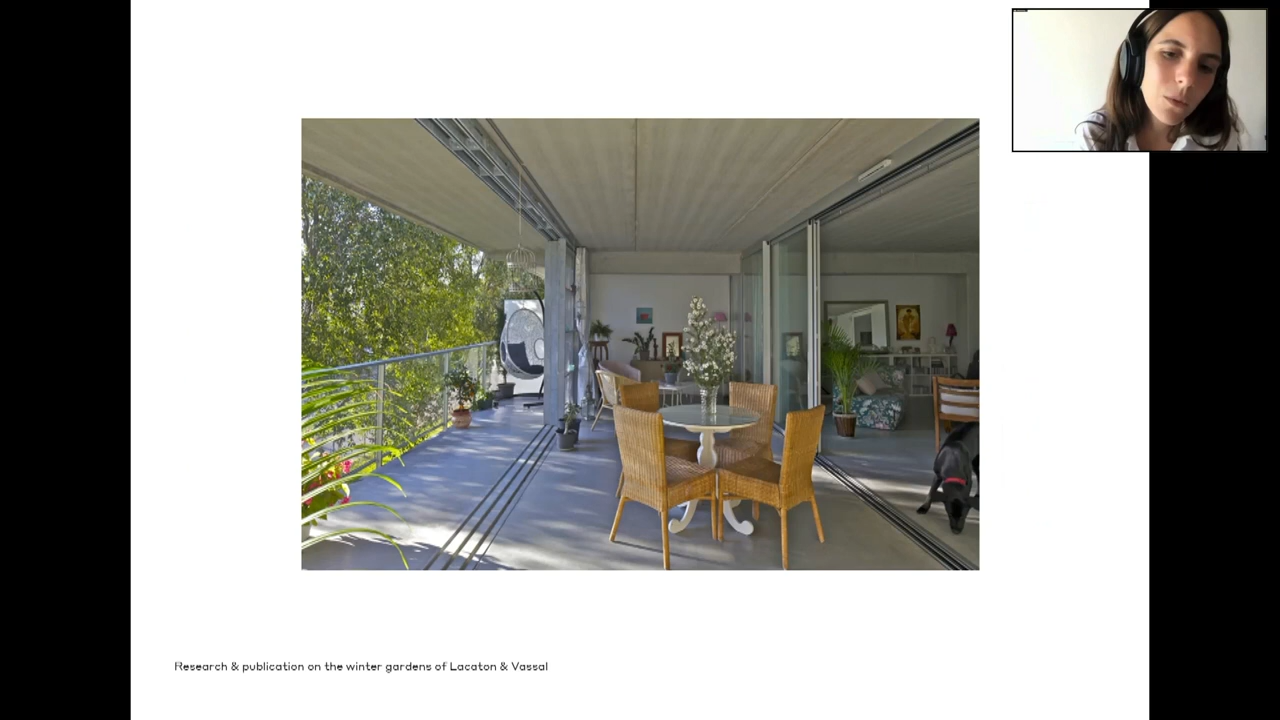 Research & publication on the winter gardens of Lacaton & Vassal